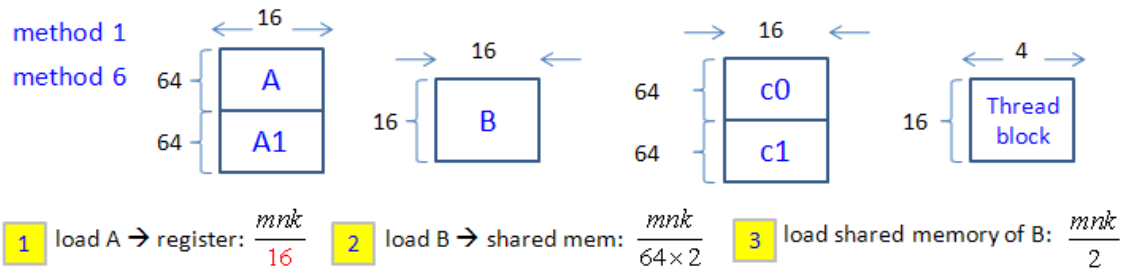 method 1
method 6
16
64
A
64
A1
16
16
B
16
64
c0
64
c1
4
16
Thread
block
1 load A → register: mnk/16
2 load B → shared mem: mnk/64×2
3 load shared memory of B: mnk/2